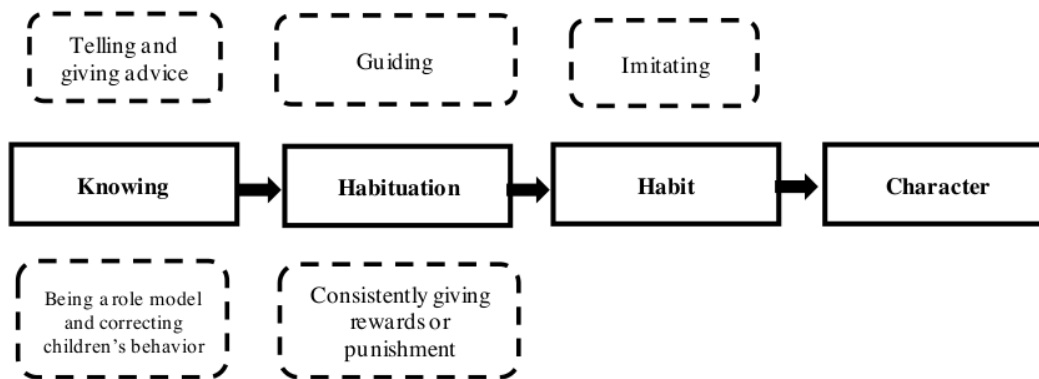 Telling and
giving advice
Guiding
Imitating
Knowing
Habituation
Habit
Character
Being a role model
and correcting
children's behavior
Consistently giving
rewards or
punishment